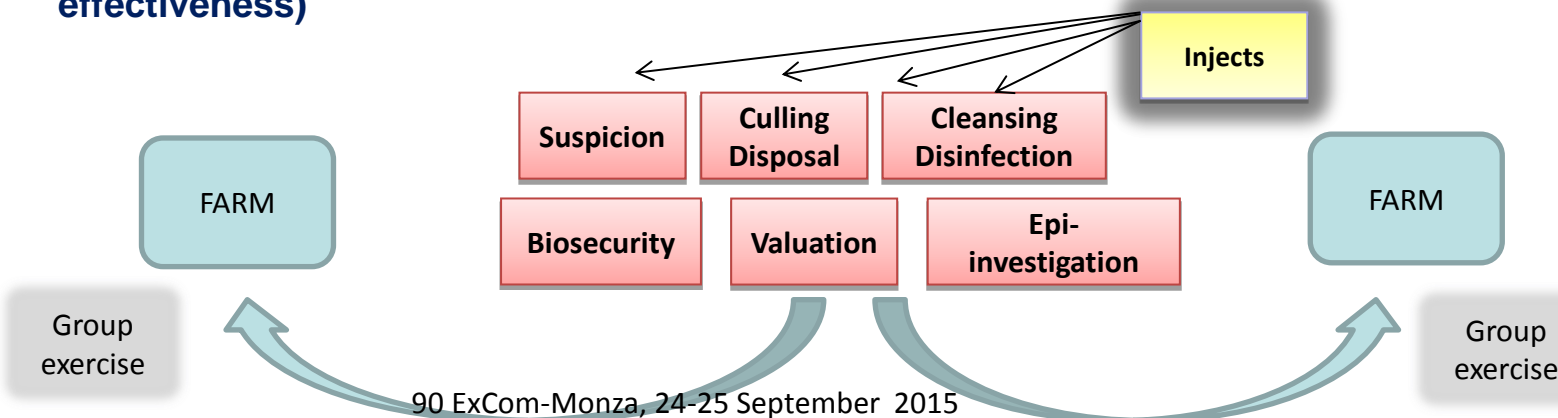 effectiveness)
Injects
Suspicion
Culling
Disposal
Cleansing
Disinfection
FARM
FARM
Biosecurity
Valuation
Epi-
investigation
Group
exercise
Group
exercise
90 ExCom-Monza, 24-25 September 2015